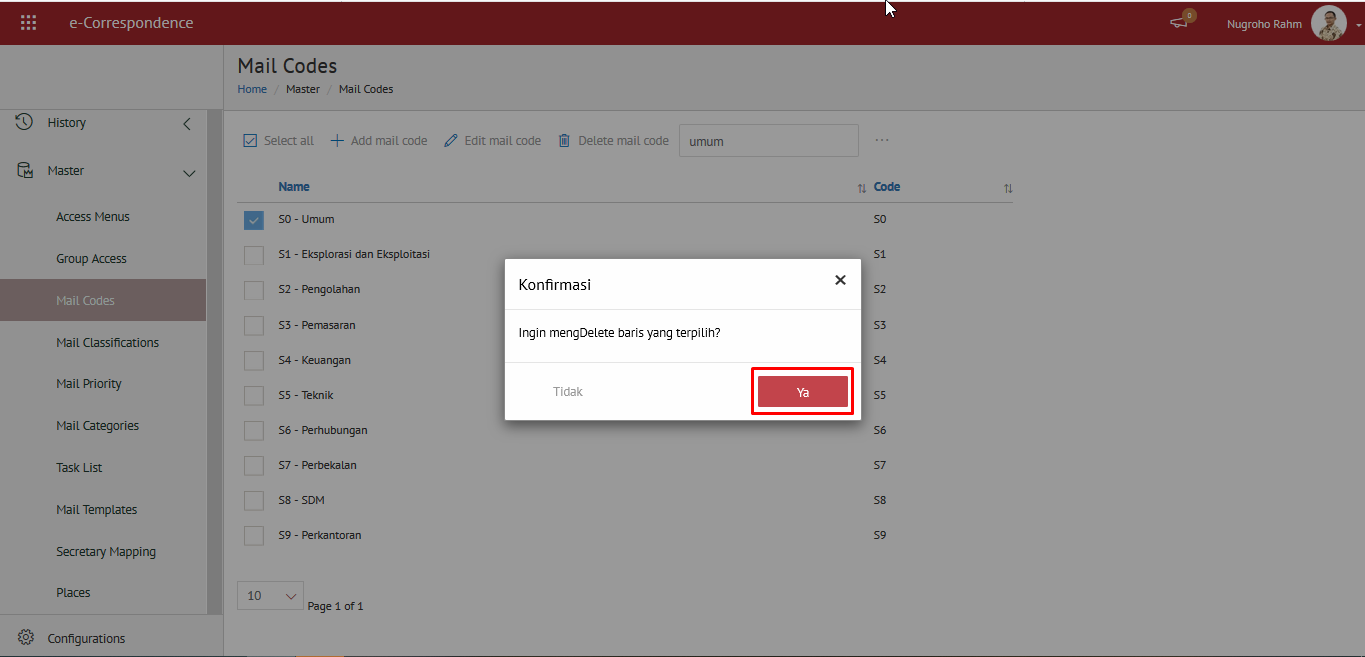 e-Correspondence
0
Nugroho Rahm
Mail Codes
Home / Master / Mail Codes
History
Master
Access Menus
Group Access
Mail Codes
Mail Classifications
Mail Priority
Mail Categories
Task List
Mail Templates
Secretary Mapping
Places
Configurations
Select all Add mail code Edit mail code Delete mail code umum ...
Name Code
S0 - Umum S0
S1 - Eksplorasi dan Eksploitasi S1
S2 - Pengolahan S2
S3 - Pemasaran S3
S4 - Keuangan S4
S5 - Teknik S5
S6 - Perhubungan S6
S7 - Perbekalan S7
S8 - SDM S8
S9 - Perkantoran S9
10 Page 1 of 1
Konfirmasi
Ingin mengDelete baris yang terpilih?
Tidak Ya